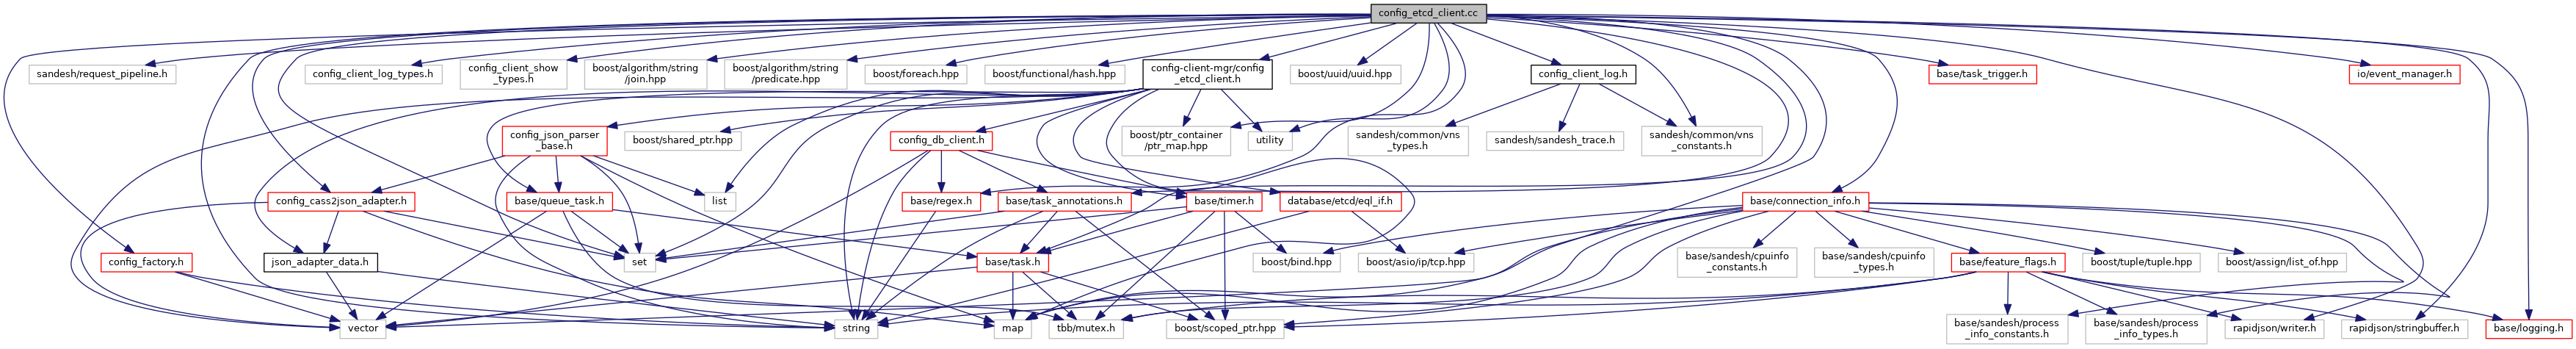 config_etcd_client.cc
sandesh/request_pipeline.h
config_client_log_types.h
config_client_show
_types.h
boost/algorithm/string
/join.hpp
boost/algorithm/string
/predicate.hpp
boost/foreach.hpp
boost/functional/hash.hpp
config-client-mgr/config
_etcd_client.h
boost/uuid/uuid.hpp
config_client_log.h
base/task_trigger.h
io/event_manager.h
config_json_parser
_base.h
boost/shared_ptr.hpp
config_db_client.h
boost/ptr_container
/ptr_map.hpp
utility
sandesh/common/vns
_types.h
sandesh/sandesh_trace.h
sandesh/common/vns
_constants.h
config_cass2json_adapter.h
base/queue_task.h
list
base/regex.h
base/task_annotations.h
base/timer.h
database/etcd/eql_if.h
base/connection_info.h
config_factory.h
json_adapter_data.h
set
base/task.h
boost/bind.hpp
boost/asio/ip/tcp.hpp
base/sandesh/cpuinfo
_constants.h
base/sandesh/cpuinfo
_types.h
base/feature_flags.h
boost/tuple/tuple.hpp
boost/assign/list_of.hpp
vector
string
map
tbb/mutex.h
boost/scoped_ptr.hpp
base/sandesh/process
_info_constants.h
base/sandesh/process
_info_types.h
rapidjson/writer.h
rapidjson/stringbuffer.h
base/logging.h